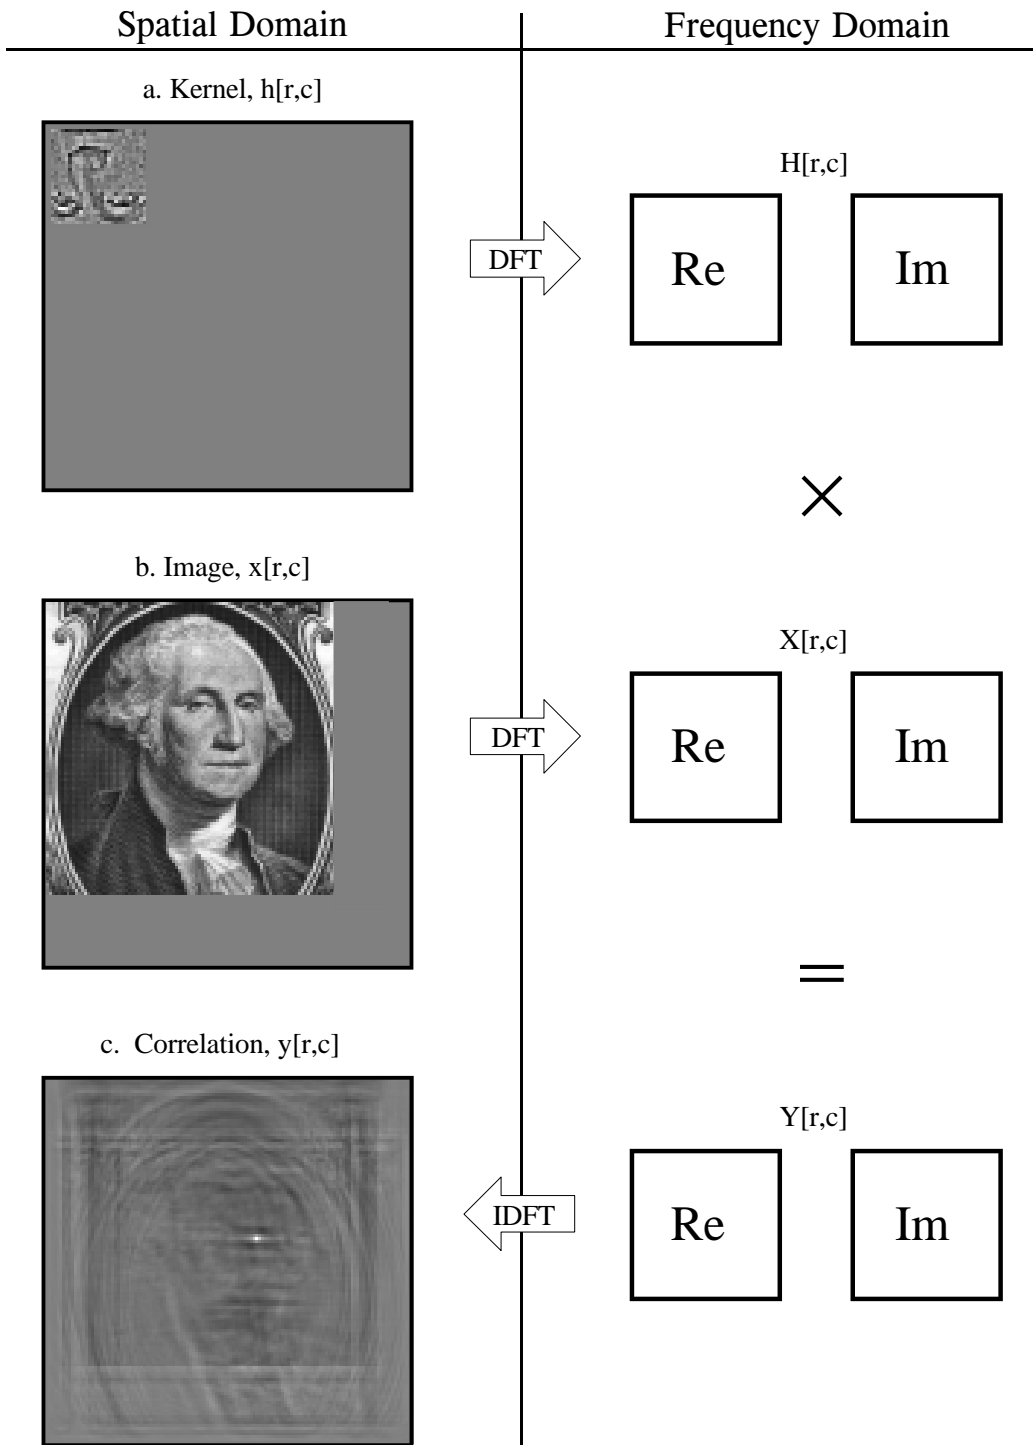 Spatial Domain
Frequency Domain
a. Kernel, h[r,c]
H[r,c]
DFT
Re
Im
×
b. Image, x[r,c]
X[r,c]
DFT
Re
Im
=
c. Correlation, y[r,c]
Y[r,c]
IDFT
Re
Im